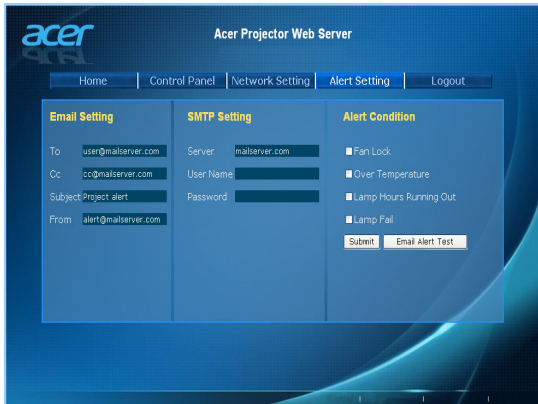 acer
Acer Projector Web Server
Home Control Panel Network Setting Alert Setting Logout
Email Setting
To user@mailserver.com
Cc cc@mailserver.com
Subject Project alert
From alert@mailserver.com
SMTP Setting
Server mailserver.com
User Name
Password
Alert Condition
Fan Lock
Over Temperature
Lamp Hours Running Out
Lamp Fail
Submit Email Alert Test